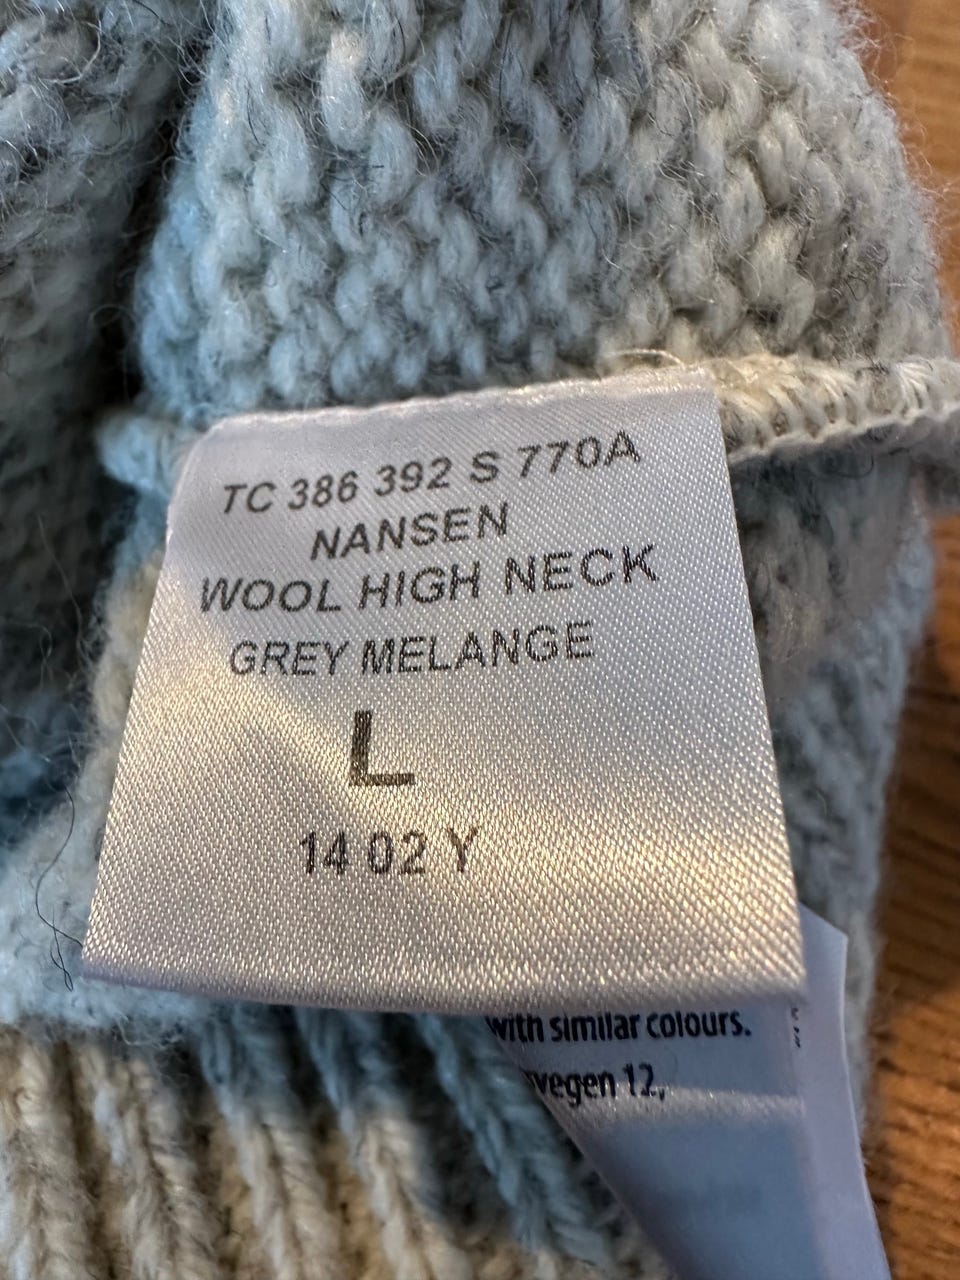 TC 386 392 S 770A
NANSEN
WOOL HIGH NECK
GREY MELANGE
L
14 02 Y
with similar colours.
vegen 12,